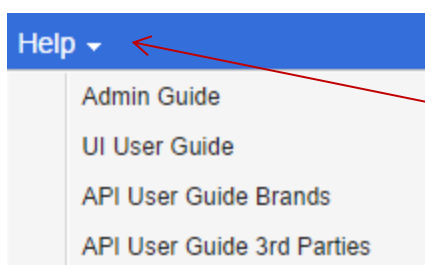 Help
Admin Guide
UI User Guide
API User Guide Brands
API User Guide 3rd Parties